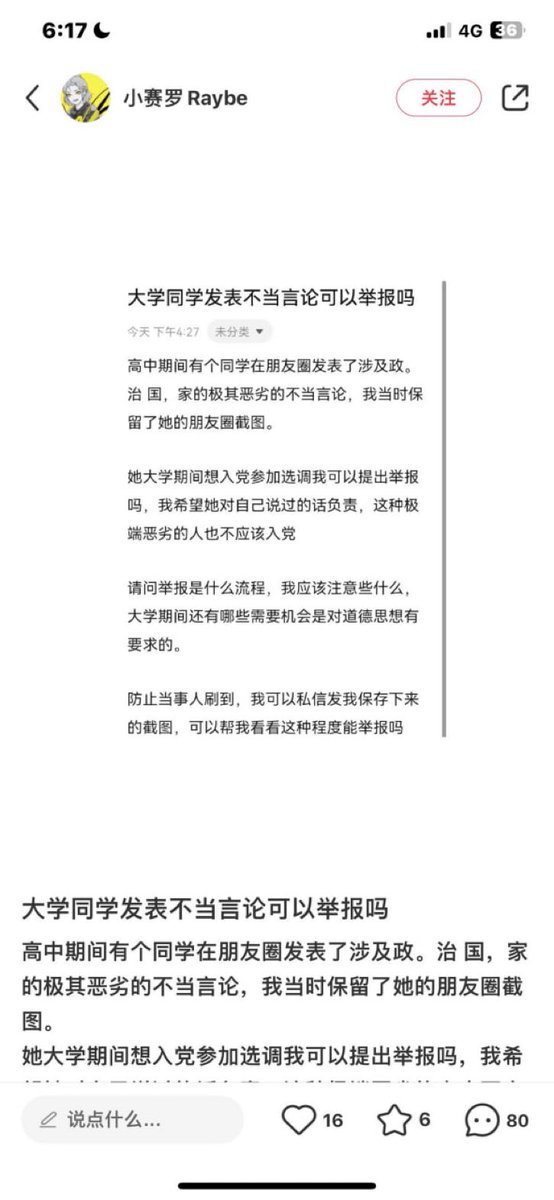 6:17
4G
36
小赛罗 Raybe
关注
大学同学发表不当言论可以举报吗
今天 下午4:27
未分类
高中期间有个同学在朋友圈发表了涉及政。
治 国，家的极其恶劣的不当言论，我当时保
留了她的朋友圈截图。
她大学期间想入党参加选调我可以提出举报
吗，我希望她对自己说过的话负责，这种极
端恶劣的人也不应该入党
请问举报是什么流程，我应该注意些什么，
大学期间还有哪些需要机会是对道德思想有
要求的。
防止当事人刷到，我可以私信发我保存下来
的截图，可以帮我看看这种程度能举报吗
大学同学发表不当言论可以举报吗
高中期间有个同学在朋友圈发表了涉及政。治 国，家
的极其恶劣的不当言论，我当时保留了她的朋友圈截
图。
她大学期间想入党参加选调我可以提出举报吗，我希
说点什么...
16
6
80